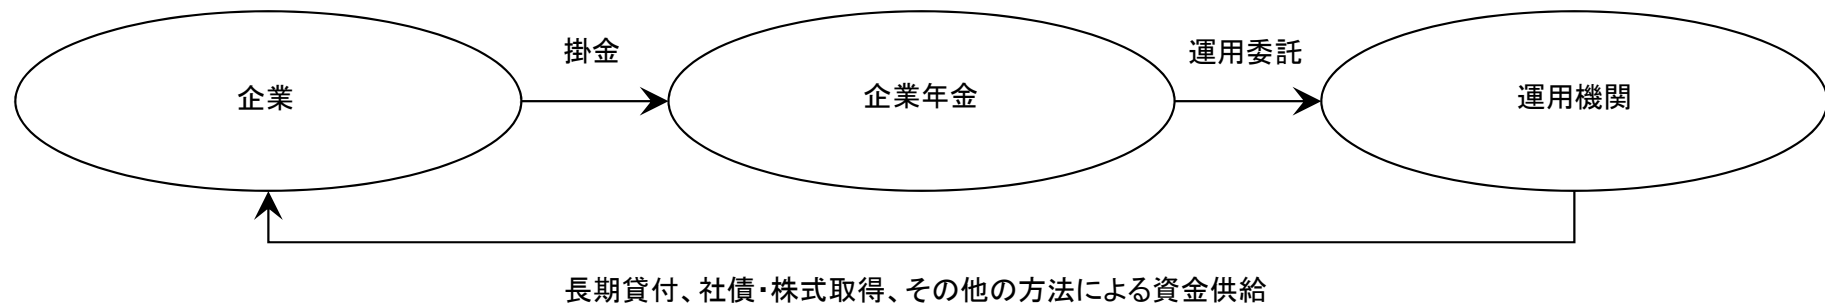 掛金
運用委託
企業
企業年金
運用機関
長期貸付、社債・株式取得、その他の方法による資金供給